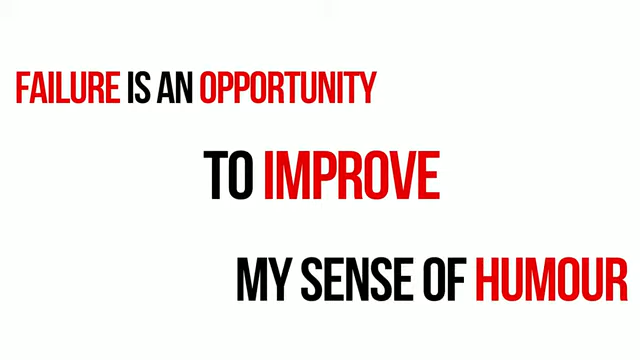 FAILURE IS AN OPPORTUNITY
TO IMPROVE
MY SENSE OF HUMOUR